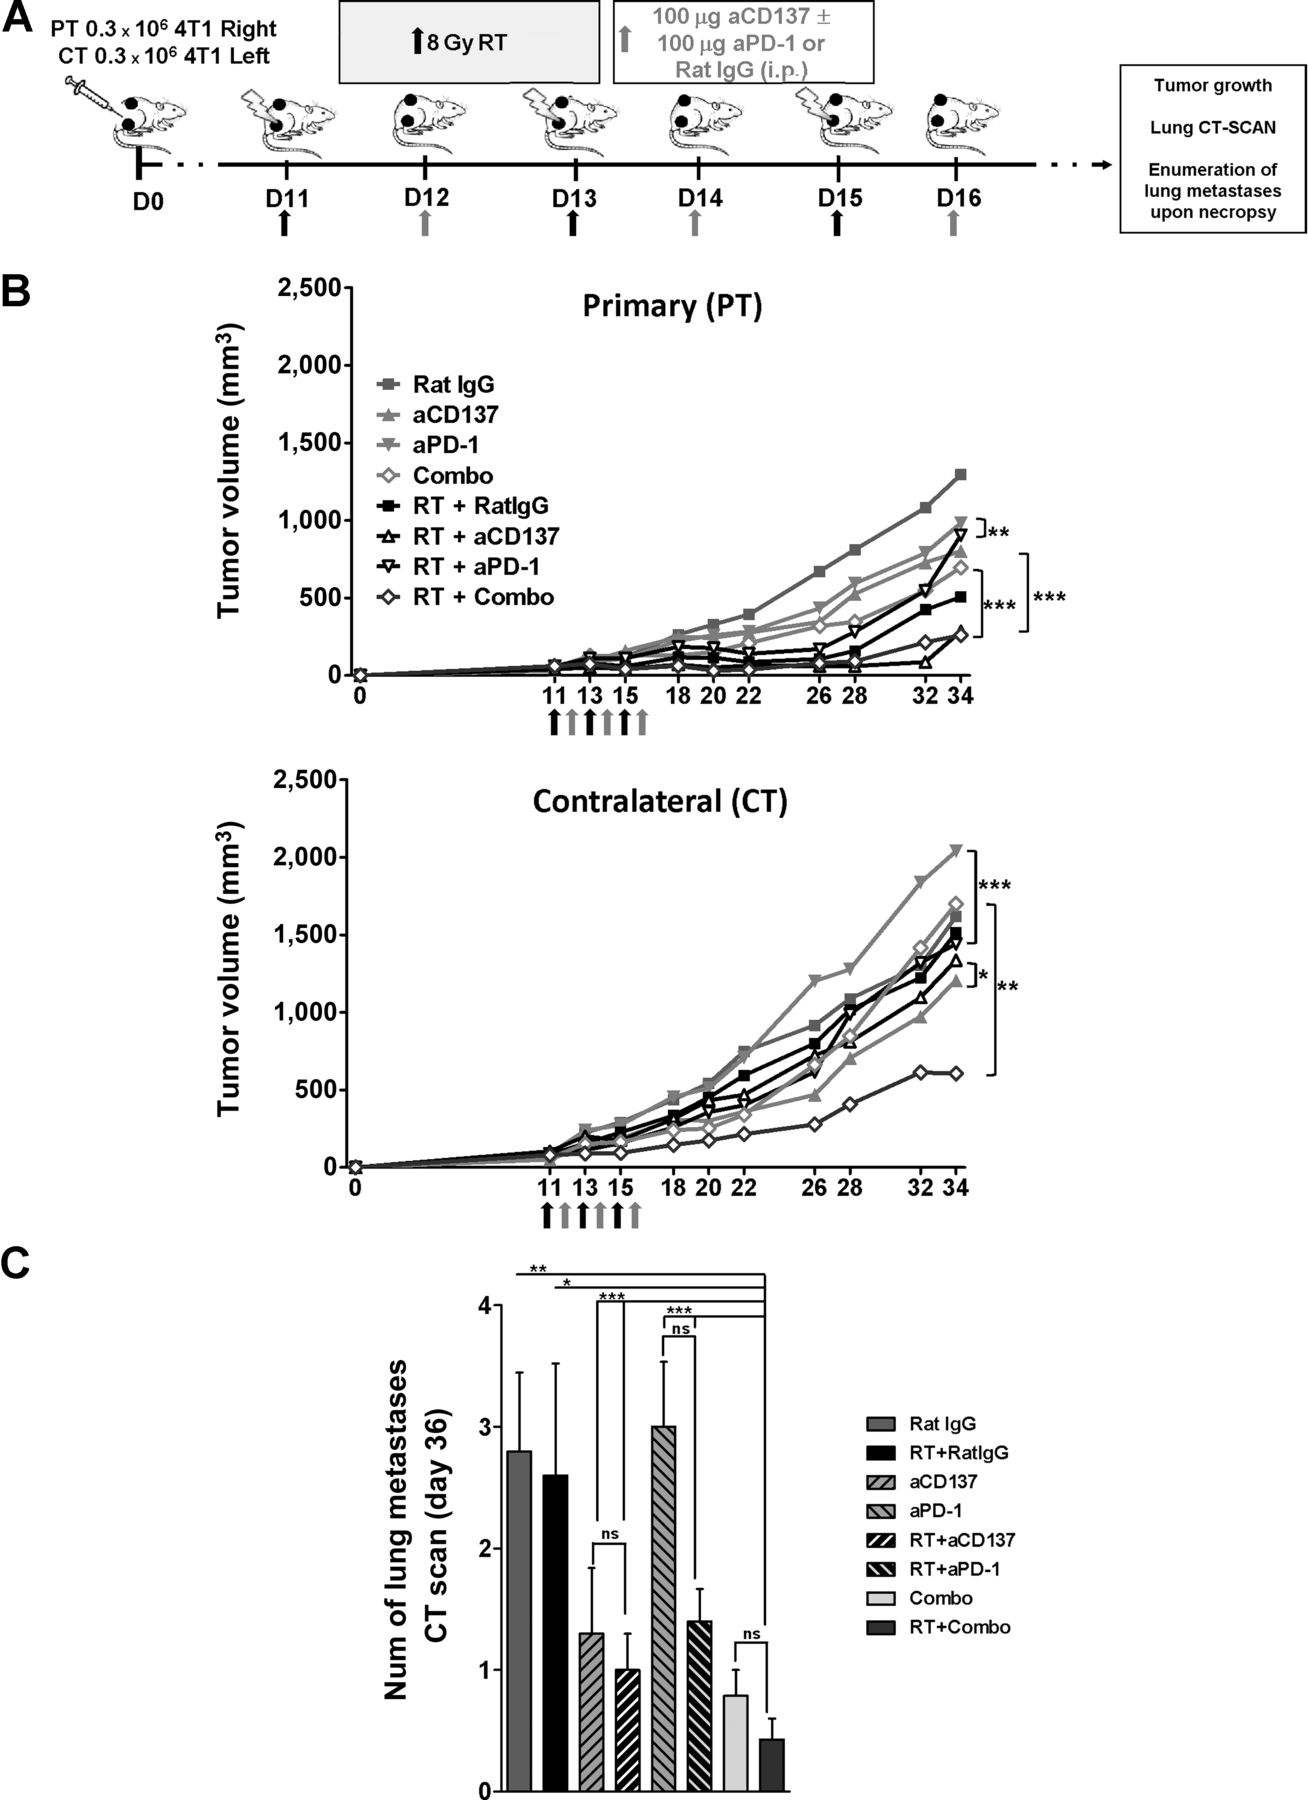 A
PT 0.3 x 10⁶ 4T1 Right
CT 0.3 x 10⁶ 4T1 Left
8 Gy RT
100 μg aCD137 ±
100 μg aPD-1 or
Rat IgG (i.p.)
D0
D11
D12
D13
D14
D15
D16
Tumor growth
Lung CT-SCAN
Enumeration of
lung metastases
upon necropsy
B
Primary (PT)
Tumor volume (mm³)
2,500
2,000
1,500
1,000
500
0
Rat IgG
aCD137
aPD-1
Combo
RT + RatIgG
RT + aCD137
RT + aPD-1
RT + Combo
**
***
***
0 11 13 15 18 20 22 26 28 32 34
Contralateral (CT)
Tumor volume (mm³)
2,500
2,000
1,500
1,000
500
0
***
*
**
0 11 13 15 18 20 22 26 28 32 34
C
Num of lung metastases
CT scan (day 36)
4
3
2
1
0
**
*
***
***
ns
ns
ns
Rat IgG
RT+RatIgG
aCD137
aPD-1
RT+aCD137
RT+aPD-1
Combo
RT+Combo